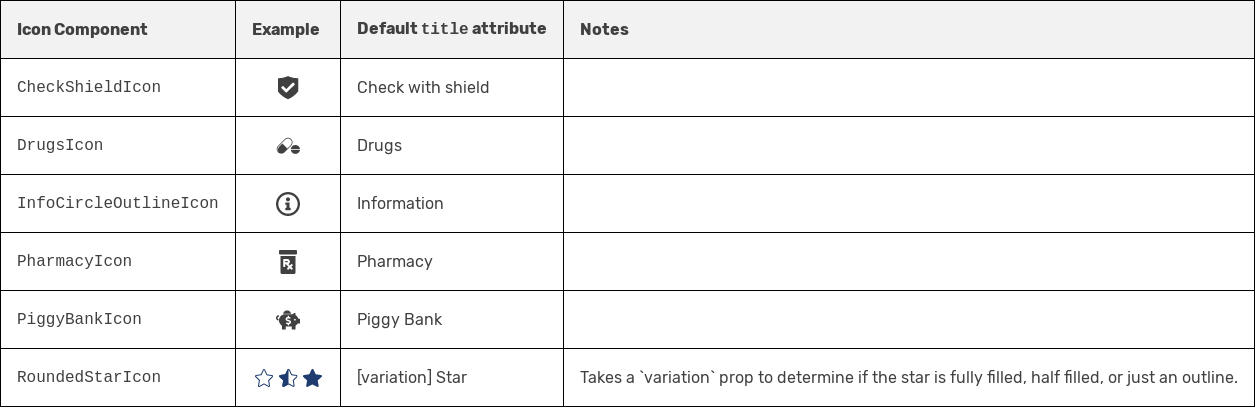 Icon Component Example Default title attribute Notes
CheckShieldIcon Check with shield
DrugsIcon Drugs
InfoCircleOutlineIcon Information
PharmacyIcon Pharmacy
PiggyBankIcon Piggy Bank
RoundedStarIcon [variation] Star Takes a `variation` prop to determine if the star is fully filled, half filled, or just an outline.